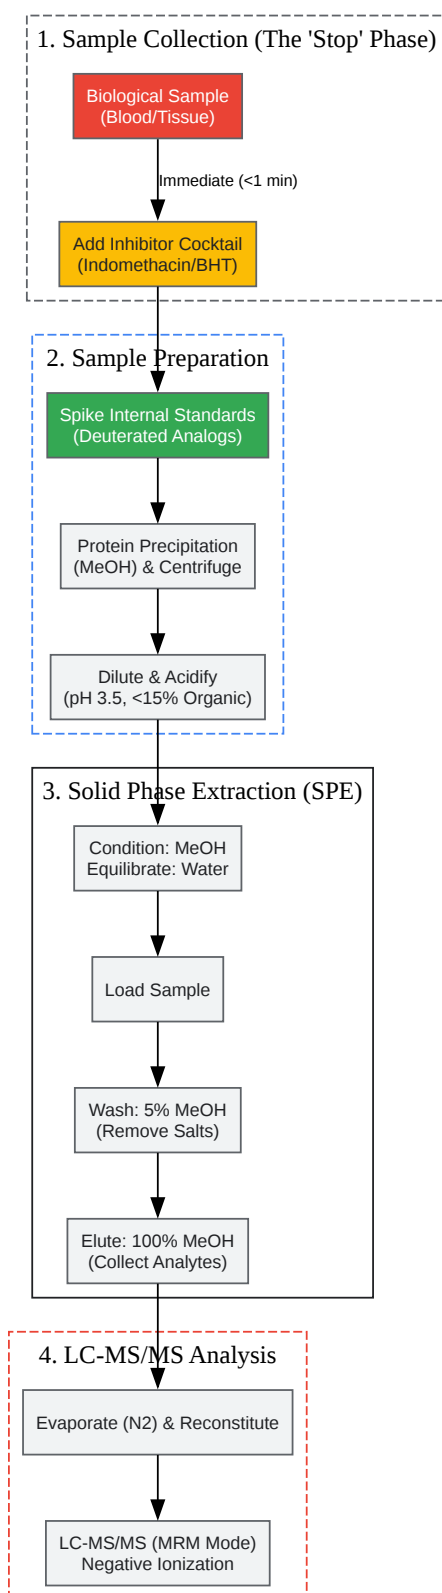 1. Sample Collection (The 'Stop' Phase)
Biological Sample
(Blood/Tissue)
Immediate (<1 min)
Add Inhibitor Cocktail
(Indomethacin/BHT)
2. Sample Preparation
Spike Internal Standards
(Deuterated Analogs)
Protein Precipitation
(MeOH) & Centrifuge
Dilute & Acidify
(pH 3.5, <15% Organic)
3. Solid Phase Extraction (SPE)
Condition: MeOH
Equilibrate: Water
Load Sample
Wash: 5% MeOH
(Remove Salts)
Elute: 100% MeOH
(Collect Analytes)
4. LC-MS/MS Analysis
Evaporate (N2) & Reconstitute
LC-MS/MS (MRM Mode)
Negative Ionization